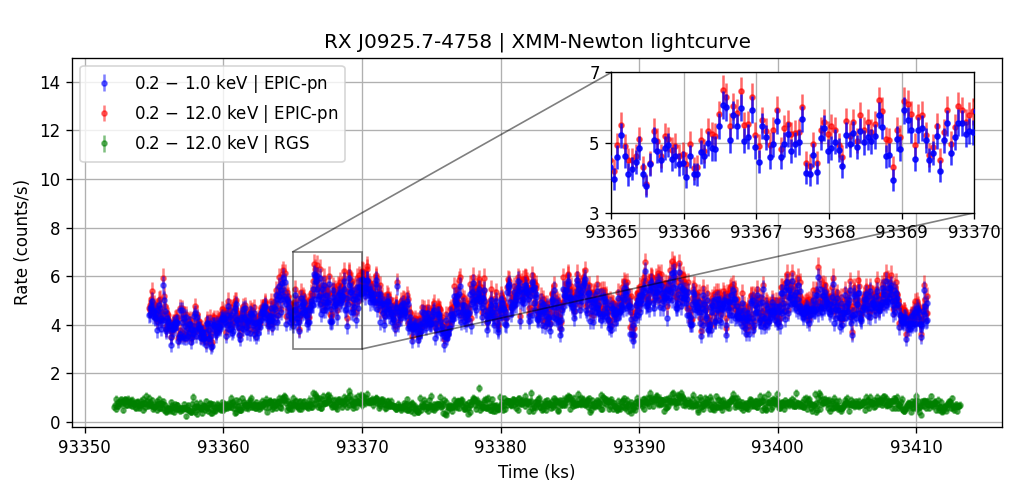 RX J0925.7-4758 | XMM-Newton lightcurve
0.2 − 1.0 keV | EPIC-pn
0.2 − 12.0 keV | EPIC-pn
0.2 − 12.0 keV | RGS
14
12
10
8
6
4
2
0
Rate (counts/s)
7
5
3
93365 93366 93367 93368 93369 93370
93350 93360 93370 93380 93390 93400 93410
Time (ks)